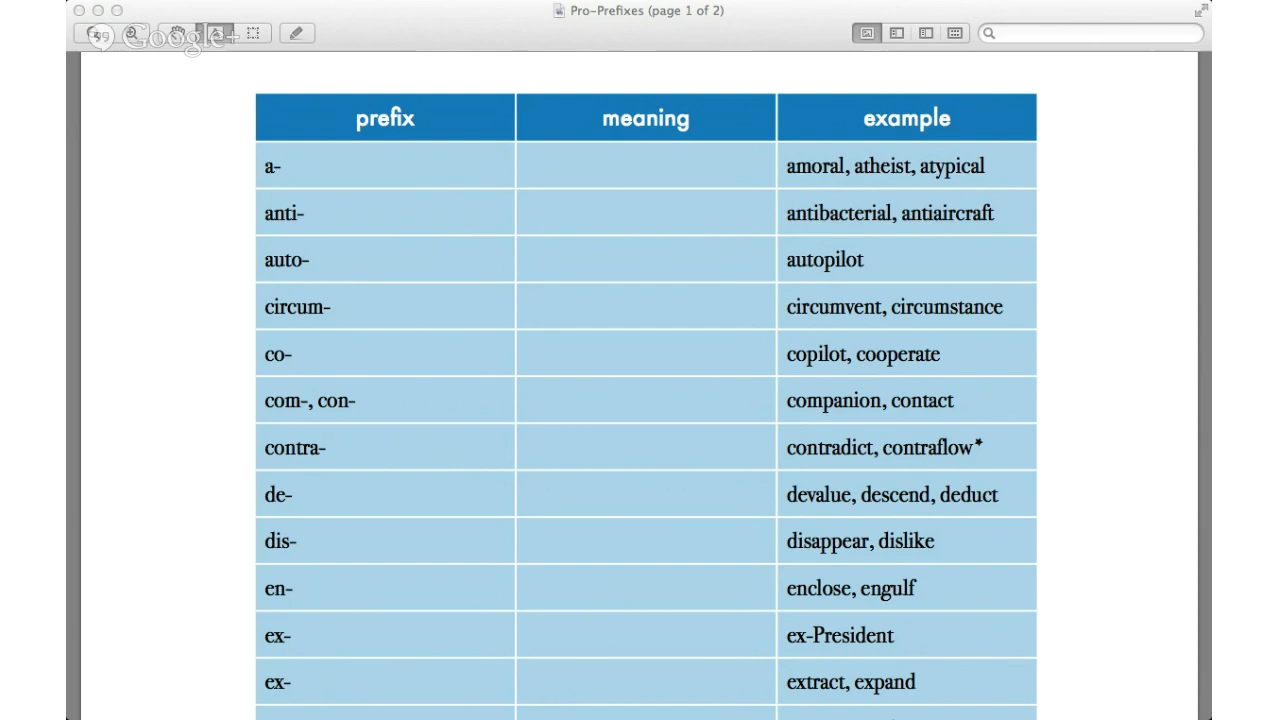 Pro-Prefixes (page 1 of 2)
Google+
prefix meaning example
a- amoral, atheist, atypical
anti- antibacterial, antiaircraft
auto- autopilot
circum- circumvent, circumstance
co- copilot, cooperate
com-, con- companion, contact
contra- contradict, contraflow*
de- devalue, descend, deduct
dis- disappear, dislike
en- enclose, engulf
ex- ex-President
ex- extract, expand